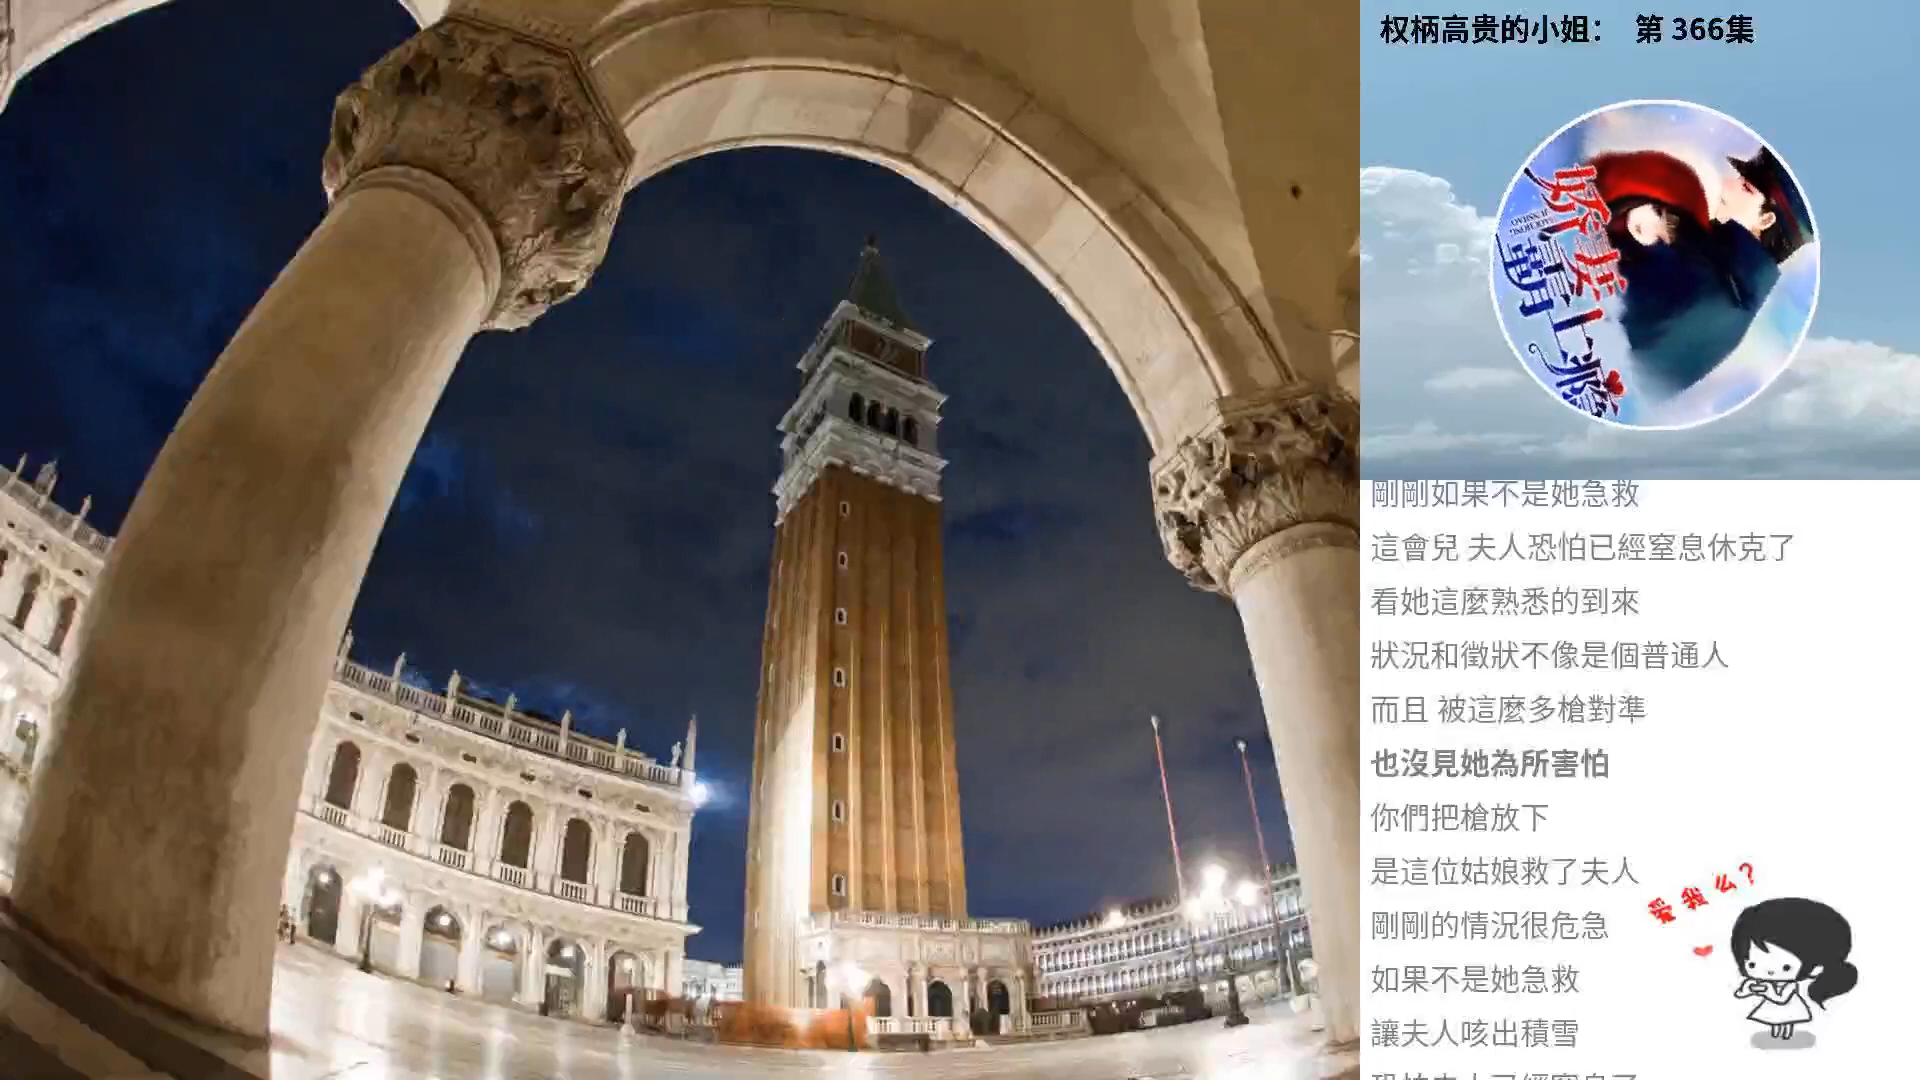 权柄高贵的小姐： 第 366集
娇妻
霸上瘾
剛剛如果不是她急救
這會兒 夫人恐怕已經窒息休克了
看她這麼熟悉的到來
狀況和徵狀不像是個普通人
而且 被這麼多槍對準
也沒見她為所害怕
你們把槍放下
是這位姑娘救了夫人
剛剛的情況很危急
如果不是她急救
讓夫人咳出積雪
爱我么？